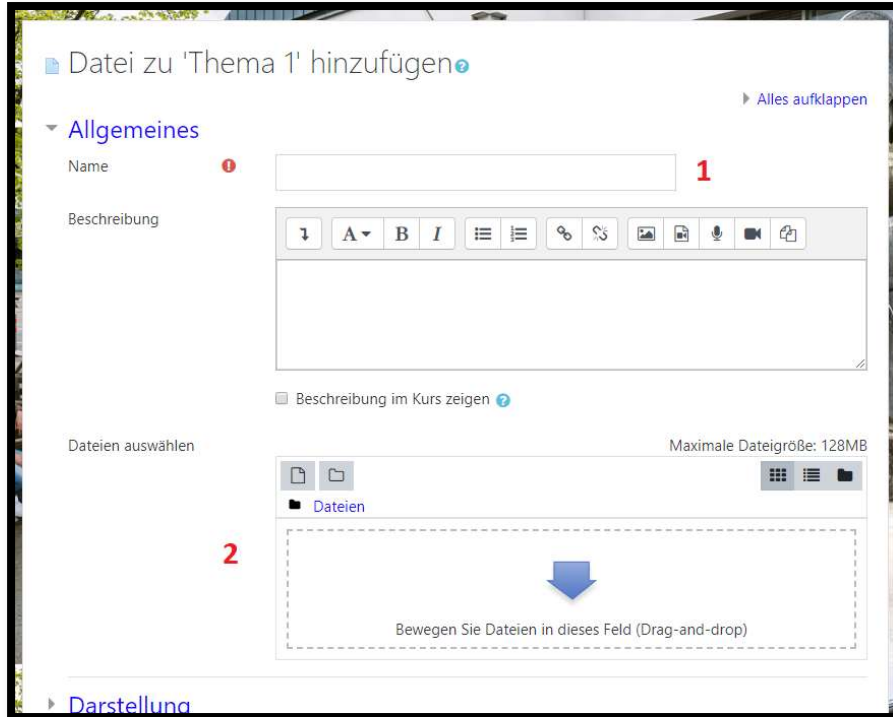 Datei zu 'Thema 1' hinzufügen
Alles aufklappen
Allgemeines
Name
1
Beschreibung
A B I
Beschreibung im Kurs zeigen
Dateien auswählen
Maximale Dateigröße: 128MB
Dateien
2
Bewegen Sie Dateien in dieses Feld (Drag-and-drop)
Darstellung